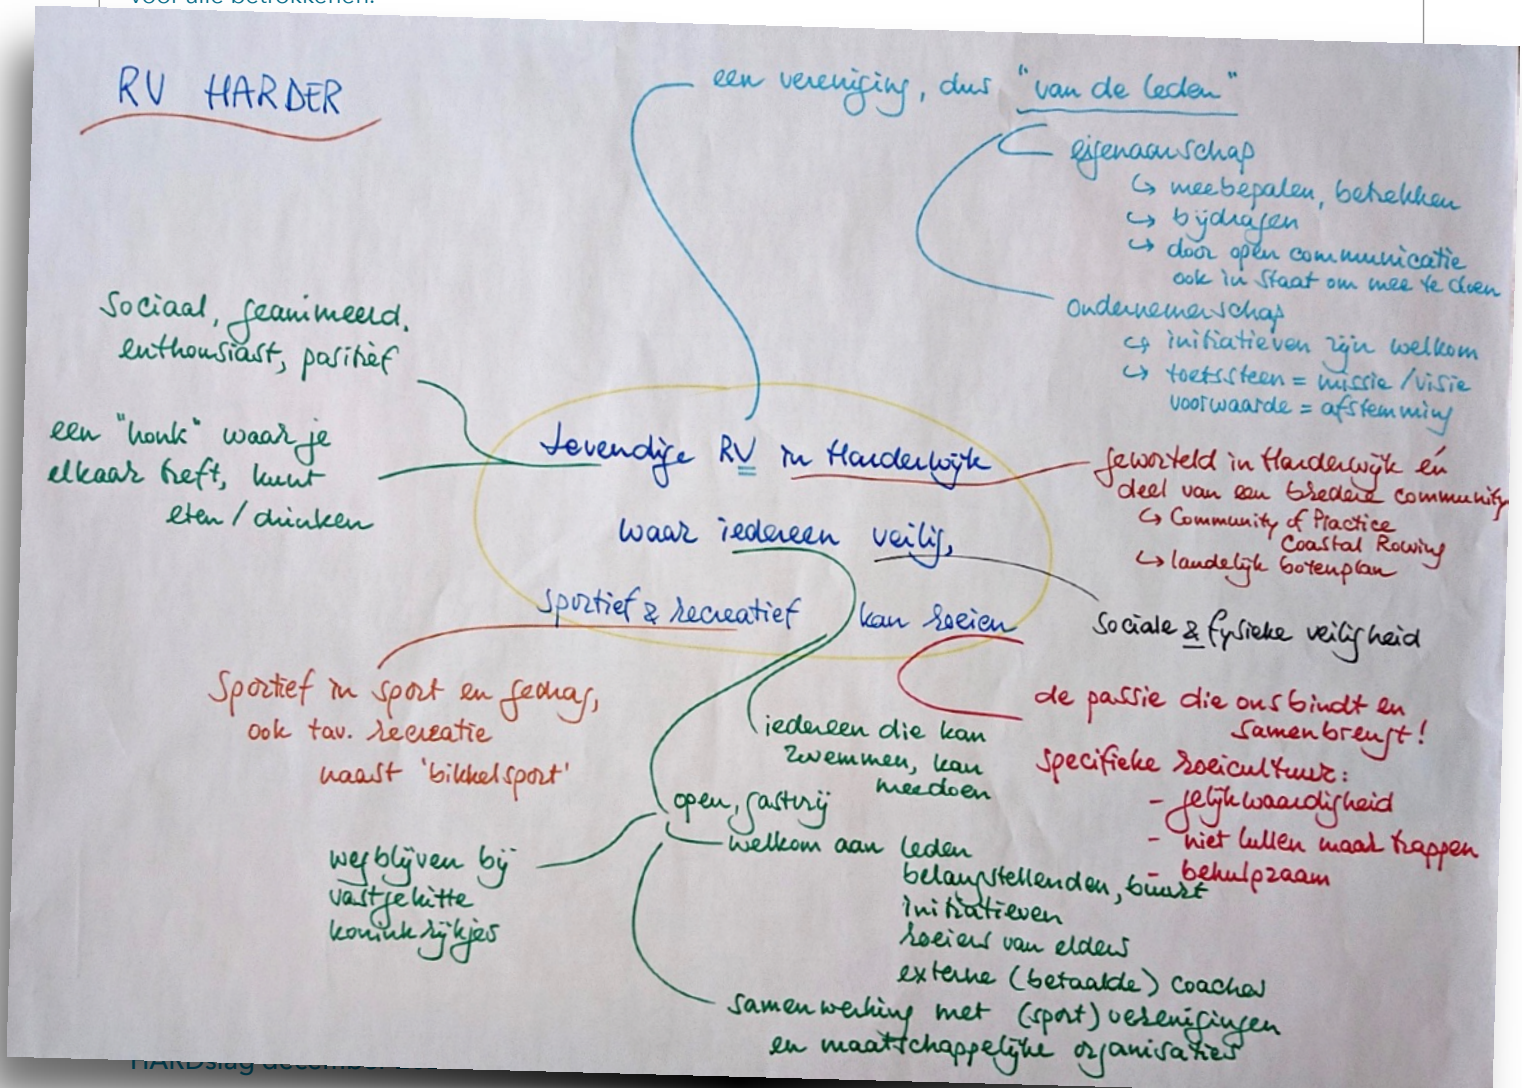 RV HARDER
een vereniging, dus "van de leden"
eigenaarschap
↳ meebepalen, betrekken
↳ bijdragen
↳ door open communicatie
ook in staat om mee te doen
Ondernemerschap
↳ initiatieven zijn welkom
↳ toetssteen = missie / visie
voorwaarde = afstemming
Sociaal, geanimeerd,
enthousiast, positief
een "honk" waar je
elkaar treft, kunt
eten / drinken
Levendige RV in Harderwijk
waar iedereen veilig,
sportief & recreatief kan roeien
geworteld in Harderwijk én
deel van een bredere community
↳ Community of Practice
Coastal Rowing
↳ landelijk botenplan
Sociale & fysieke veiligheid
Sportief in sport en gedrag,
ook tav. recreatie
naast 'bikkelsport'
de passie die ons bindt en
samenbrengt!
specifieke roeicultuur:
- gelijkwaardigheid
- niet lullen maar trappen
- behulpzaam
iedereen die kan
zwemmen, kan
meedoen
open, gastvrij
welkom aan leden
belangstellenden, buurt
initiatieven
roeiers van elders
externe (betaalde) coaches
wegblijven bij
vastgekitte
koninkrijkjes
samenwerking met (sport)verenigingen
en maatschappelijke organisaties